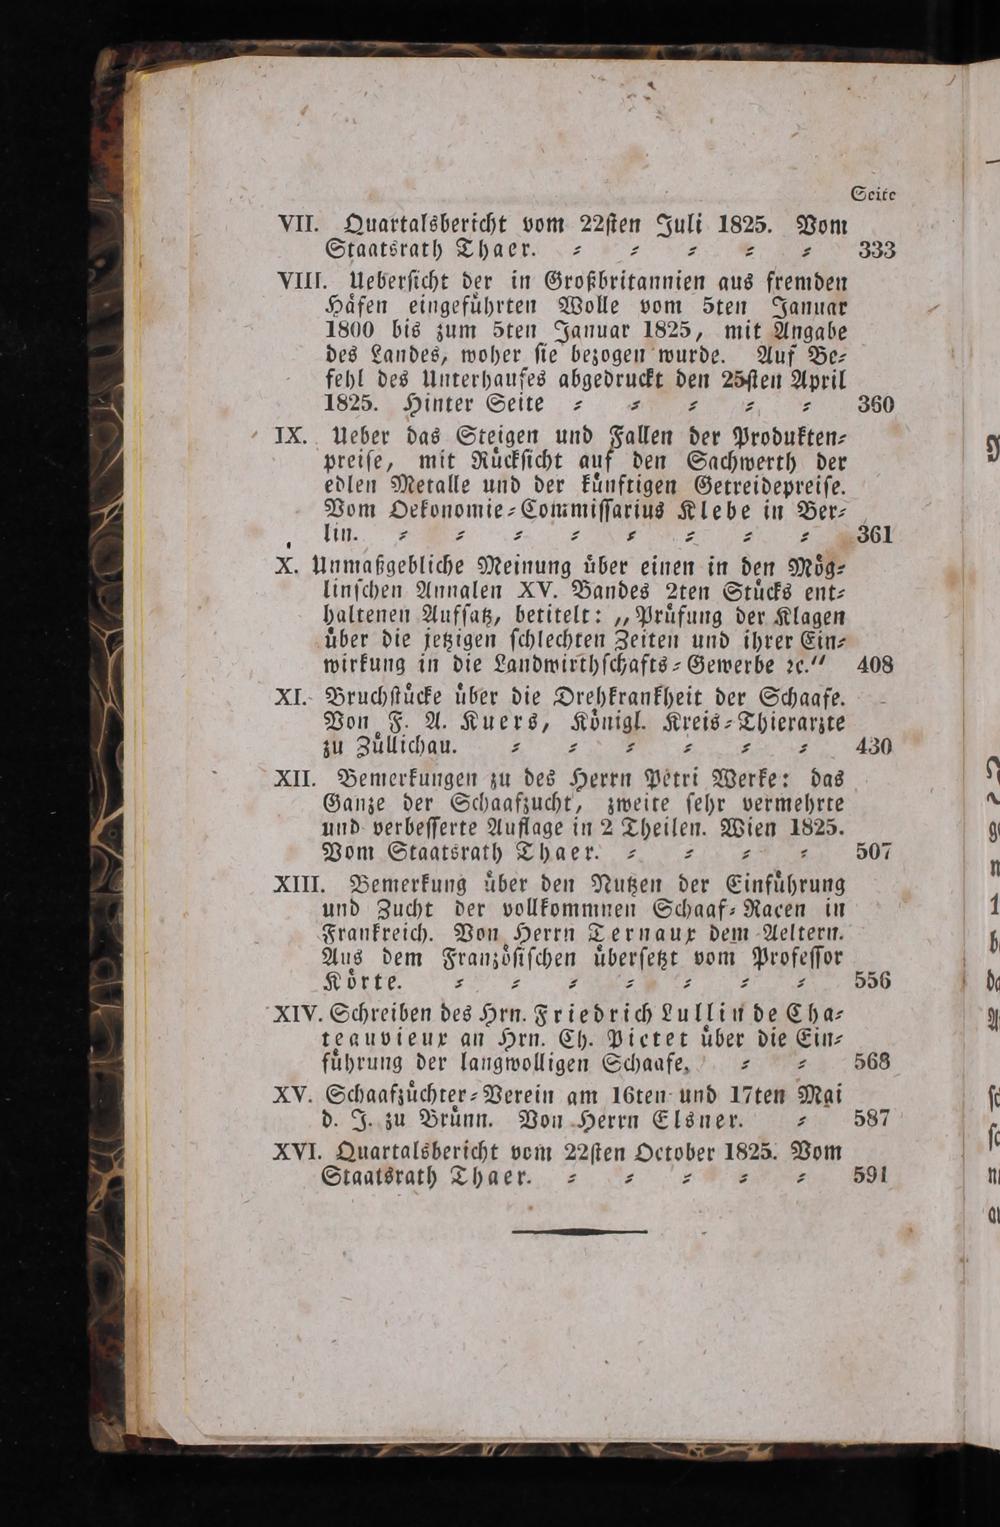 Seite
VII. Quartalsbericht vom 22ſten Juli 1825. Vom
Staatsrath Thaer. ⸗ ⸗ ⸗ ⸗ ⸗ 333
VIII. Ueberſicht der in Großbritannien aus fremden
Häfen eingeführten Wolle vom 5ten Januar
1800 bis zum 5ten Januar 1825, mit Angabe
des Landes, woher ſie bezogen wurde. Auf Be⸗
fehl des Unterhauſes abgedruckt den 25ſten April
1825. Hinter Seite ⸗ ⸗ ⸗ ⸗ ⸗ 360
IX. Ueber das Steigen und Fallen der Produkten⸗
preiſe, mit Rückſicht auf den Sachwerth der
edlen Metalle und der künftigen Getreidepreiſe.
Vom Oekonomie⸗Commiſſarius Klebe in Ber⸗
lin. ⸗ ⸗ ⸗ ⸗ ⸗ ⸗ ⸗ ⸗ 361
X. Unmaßgebliche Meinung über einen in den Mög⸗
linſchen Annalen XV. Bandes 2ten Stücks ent⸗
haltenen Aufſatz, betitelt: „Prüfung der Klagen
über die jetzigen ſchlechten Zeiten und ihrer Ein⸗
wirkung in die Landwirthſchafts⸗Gewerbe ꝛc.“ 408
XI. Bruchſtücke über die Drehkrankheit der Schaafe.
Von F. A. Kuers, Königl. Kreis⸗Thierarzte
zu Züllichau. ⸗ ⸗ ⸗ ⸗ ⸗ ⸗ 430
XII. Bemerkungen zu des Herrn Petri Werke: das
Ganze der Schaafzucht, zweite ſehr vermehrte
und verbeſſerte Auflage in 2 Theilen. Wien 1825.
Vom Staatsrath Thaer. ⸗ ⸗ ⸗ ⸗ 507
XIII. Bemerkung über den Nutzen der Einführung
und Zucht der vollkommnen Schaaf⸗Racen in
Frankreich. Von Herrn Ternaux dem Aeltern.
Aus dem Franzöſiſchen überſetzt vom Profeſſor
Körte. ⸗ ⸗ ⸗ ⸗ ⸗ ⸗ ⸗ 556
XIV. Schreiben des Hrn. Friedrich Lullin de Cha⸗
teauvieux an Hrn. Ch. Pictet über die Ein⸗
führung der langwolligen Schaafe. ⸗ ⸗ 568
XV. Schaafzüchter⸗Verein am 16ten und 17ten Mai
d. J. zu Brünn. Von Herrn Elsner. ⸗ 587
XVI. Quartalsbericht vom 22ſten October 1825. Vom
Staatsrath Thaer. ⸗ ⸗ ⸗ ⸗ ⸗ 591